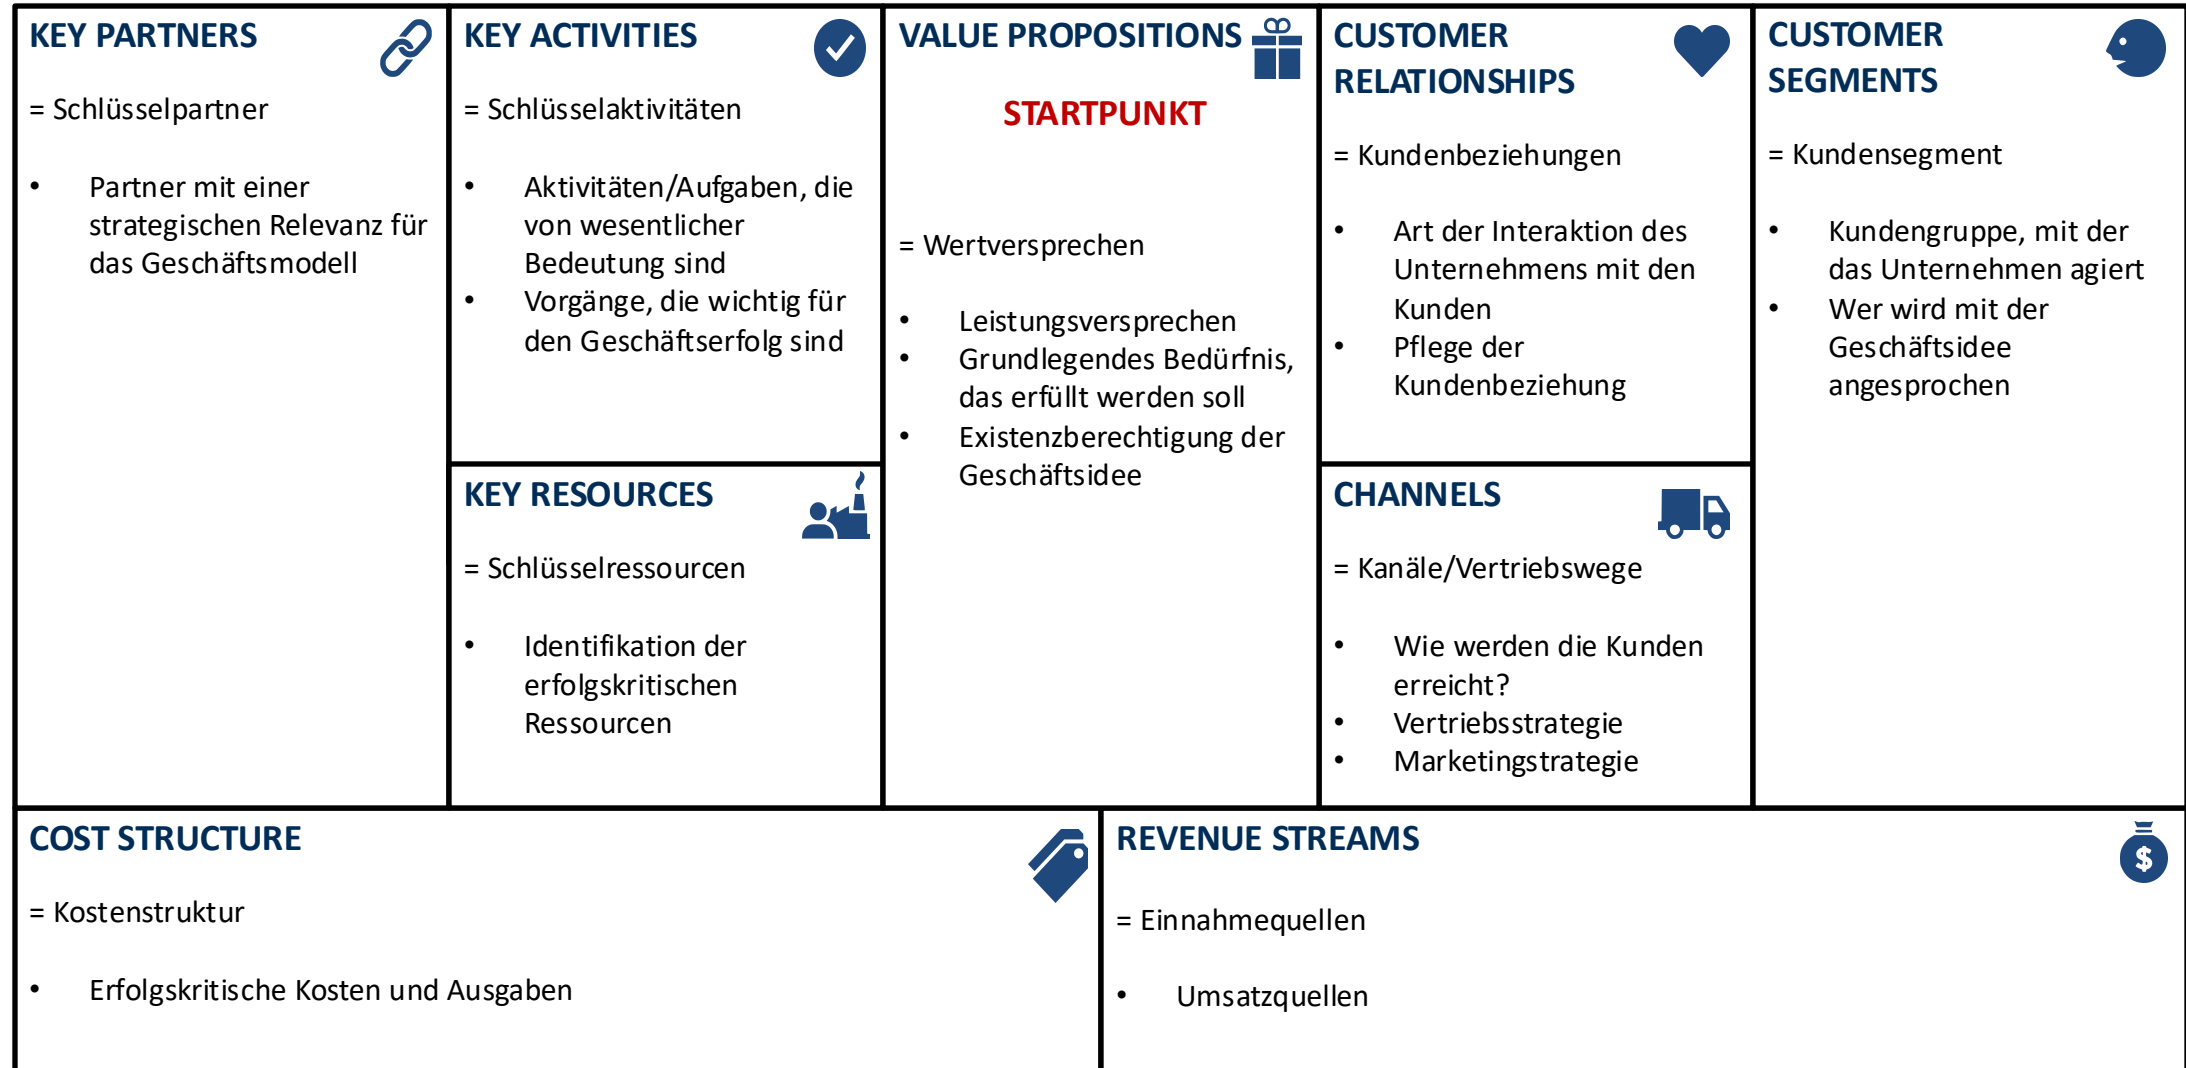 KEY PARTNERS
= Schlüsselpartner
• Partner mit einer
strategischen Relevanz für
das Geschäftsmodell
KEY ACTIVITIES
= Schlüsselaktivitäten
• Aktivitäten/Aufgaben, die
von wesentlicher
Bedeutung sind
• Vorgänge, die wichtig für
den Geschäftserfolg sind
KEY RESOURCES
= Schlüsselressourcen
• Identifikation der
erfolgskritischen
Ressourcen
VALUE PROPOSITIONS
STARTPUNKT
= Wertversprechen
• Leistungsversprechen
• Grundlegendes Bedürfnis,
das erfüllt werden soll
• Existenzberechtigung der
Geschäftsidee
CUSTOMER
RELATIONSHIPS
= Kundenbeziehungen
• Art der Interaktion des
Unternehmens mit den
Kunden
• Pflege der
Kundenbeziehung
CHANNELS
= Kanäle/Vertriebswege
• Wie werden die Kunden
erreicht?
• Vertriebsstrategie
• Marketingstrategie
CUSTOMER
SEGMENTS
= Kundensegment
• Kundengruppe, mit der
das Unternehmen agiert
• Wer wird mit der
Geschäftsidee
angesprochen
COST STRUCTURE
= Kostenstruktur
• Erfolgskritische Kosten und Ausgaben
REVENUE STREAMS
$
= Einnahmequellen
• Umsatzquellen